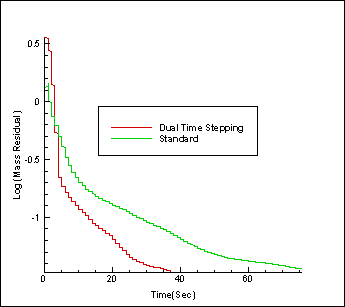 0.5
0
-0.5
-1
Log(Mass Residual)
Dual Time Stepping
Standard
0 20 40 60
Time(Sec)